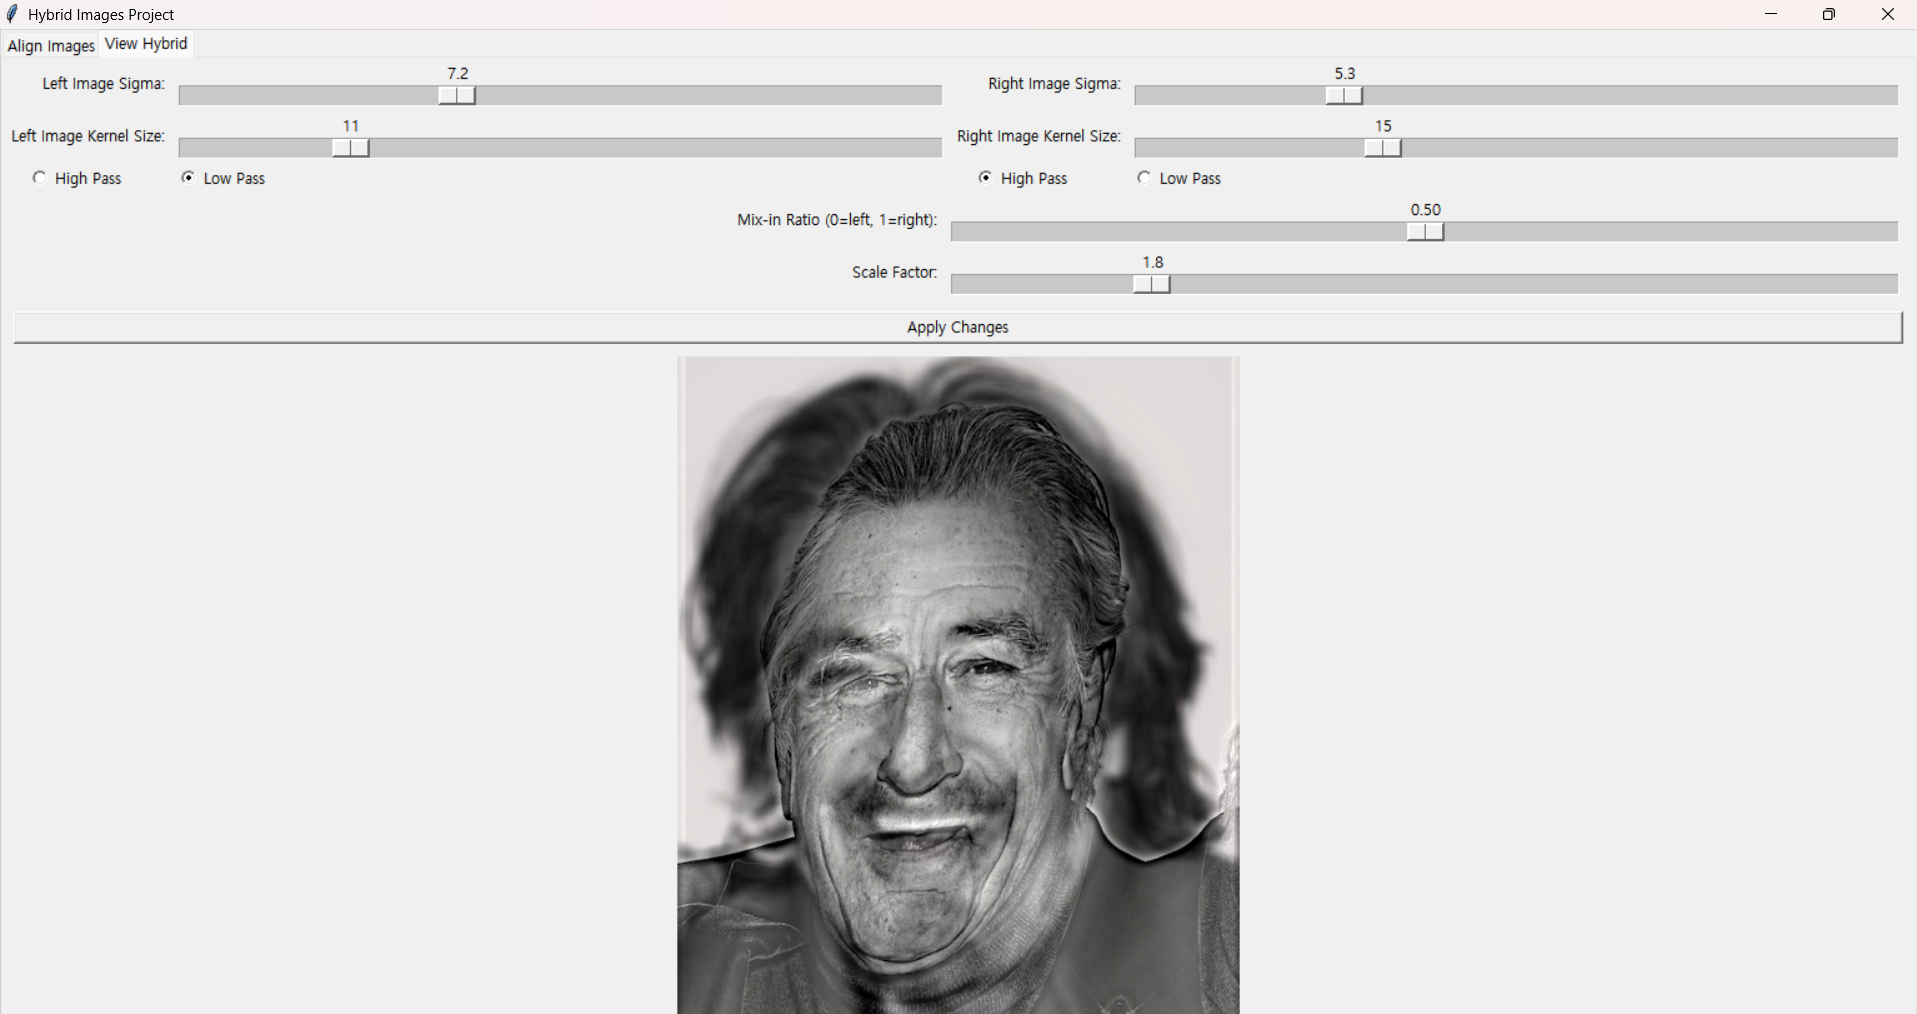 Hybrid Images Project
Align Images View Hybrid
7.2
Left Image Sigma:
5.3
Right Image Sigma:
11
Left Image Kernel Size:
15
Right Image Kernel Size:
High Pass Low Pass
High Pass Low Pass
0.50
Mix-in Ratio (0=left, 1=right):
1.8
Scale Factor:
Apply Changes